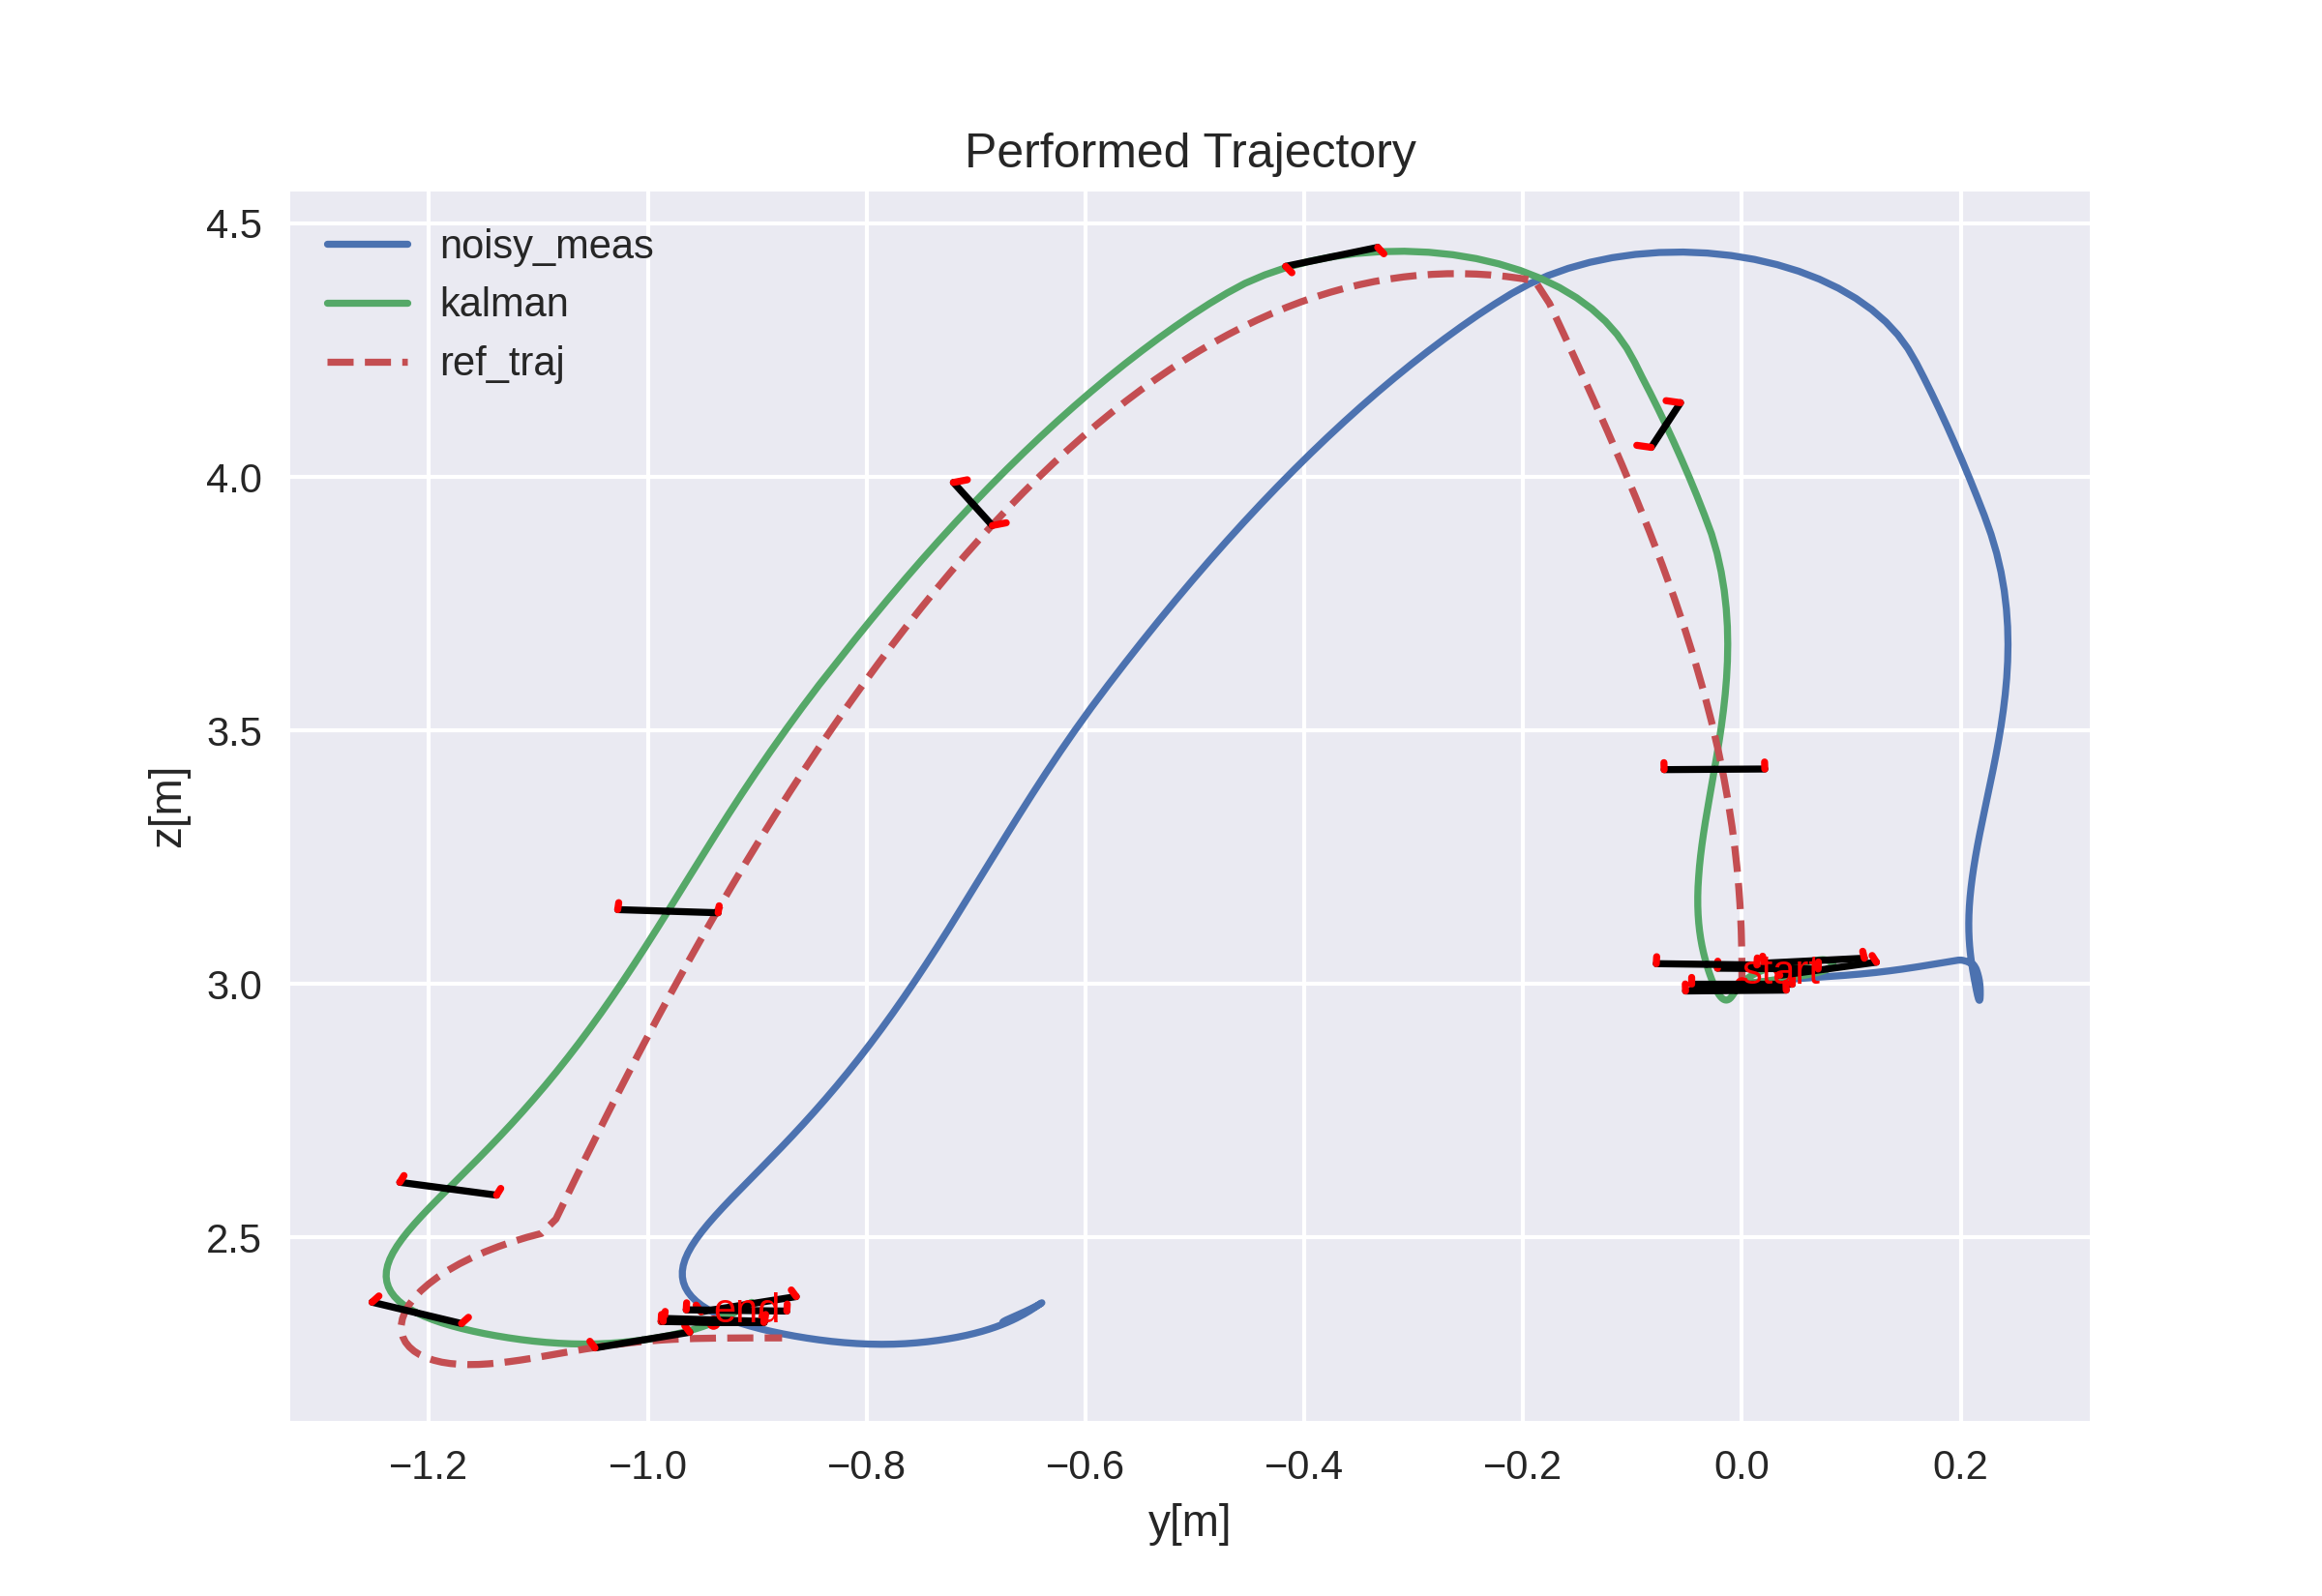 Performed Trajectory
noisy_meas
kalman
ref_traj
4.5
4.0
3.5
3.0
2.5
z[m]
start
end
−1.2 −1.0 −0.8 −0.6 −0.4 −0.2 0.0 0.2
y[m]